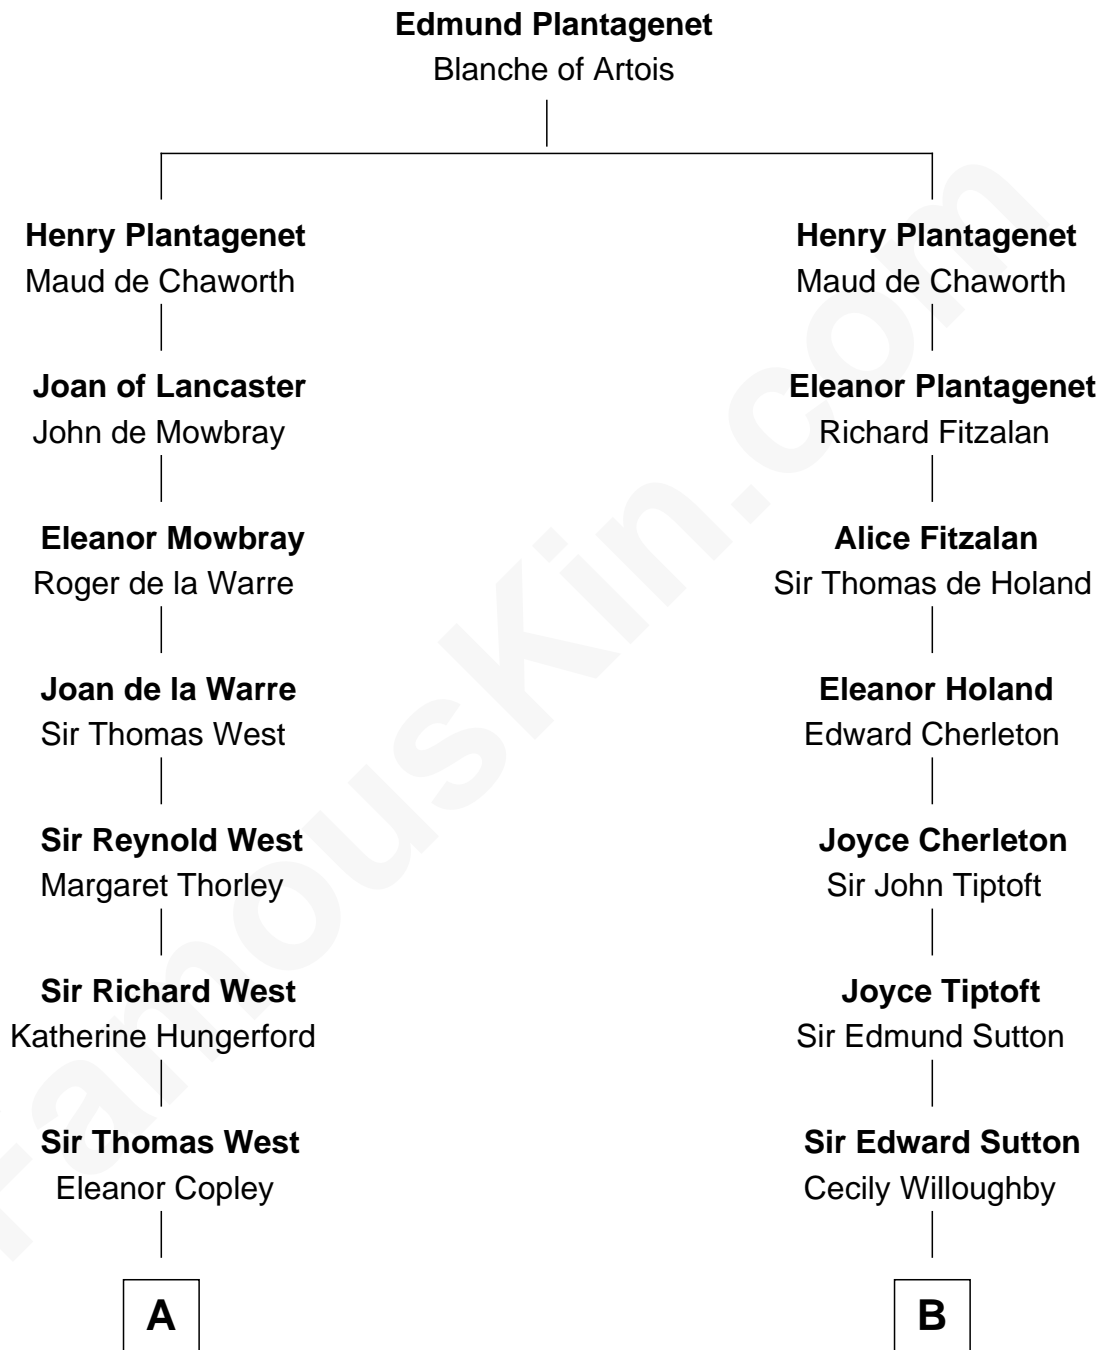 Edmund Plantagenet
Blanche of Artois
Henry Plantagenet
Maud de Chaworth
Henry Plantagenet
Maud de Chaworth
Joan of Lancaster
John de Mowbray
Eleanor Plantagenet
Richard Fitzalan
Eleanor Mowbray
Roger de la Warre
Alice Fitzalan
Sir Thomas de Holand
Joan de la Warre
Sir Thomas West
Eleanor Holand
Edward Cherleton
Sir Reynold West
Margaret Thorley
Joyce Cherleton
Sir John Tiptoft
Sir Richard West
Katherine Hungerford
Joyce Tiptoft
Sir Edmund Sutton
Sir Thomas West
Eleanor Copley
Sir Edward Sutton
Cecily Willoughby
A
B
FamousKin.com